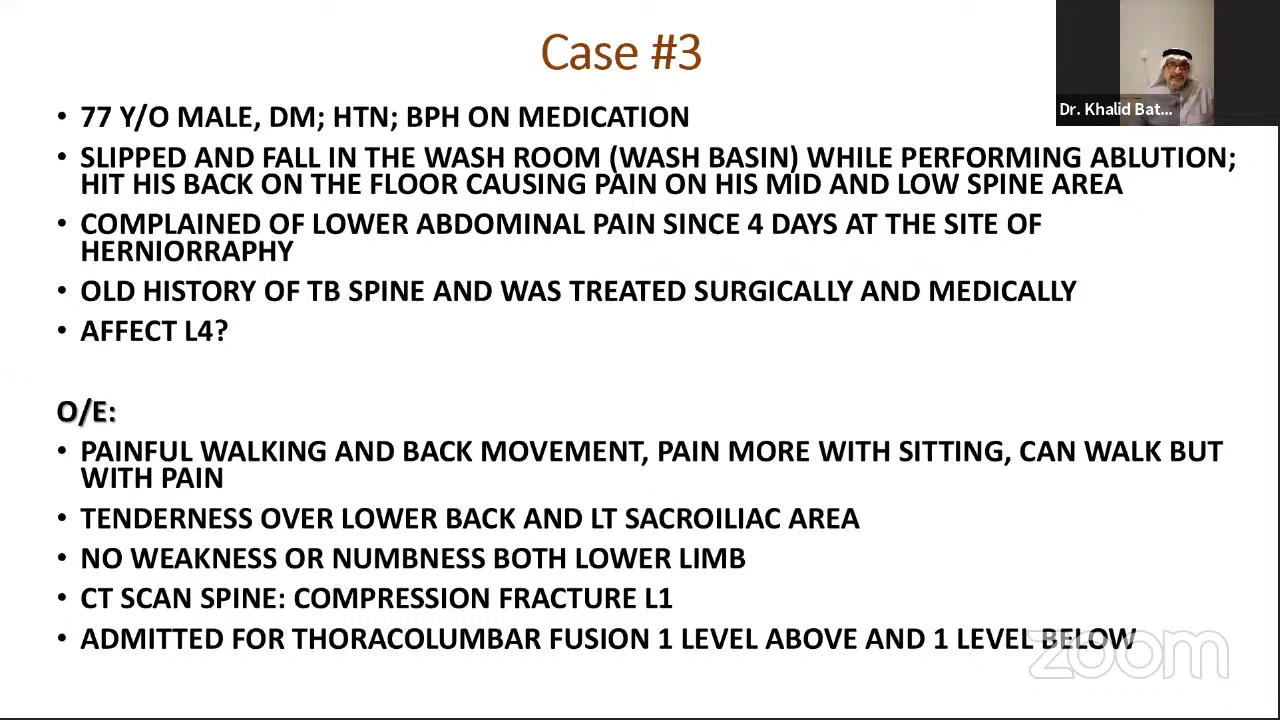 Case #3
Dr. Khalid Bat...
• 77 Y/O MALE, DM; HTN; BPH ON MEDICATION
• SLIPPED AND FALL IN THE WASH ROOM (WASH BASIN) WHILE PERFORMING ABLUTION;
HIT HIS BACK ON THE FLOOR CAUSING PAIN ON HIS MID AND LOW SPINE AREA
• COMPLAINED OF LOWER ABDOMINAL PAIN SINCE 4 DAYS AT THE SITE OF
HERNIORRAPHY
• OLD HISTORY OF TB SPINE AND WAS TREATED SURGICALLY AND MEDICALLY
• AFFECT L4?
O/E:
• PAINFUL WALKING AND BACK MOVEMENT, PAIN MORE WITH SITTING, CAN WALK BUT
WITH PAIN
• TENDERNESS OVER LOWER BACK AND LT SACROILIAC AREA
• NO WEAKNESS OR NUMBNESS BOTH LOWER LIMB
• CT SCAN SPINE: COMPRESSION FRACTURE L1
• ADMITTED FOR THORACOLUMBAR FUSION 1 LEVEL ABOVE AND 1 LEVEL BELOW
zoom